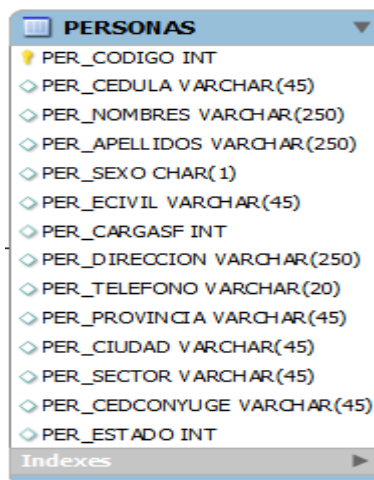 PERSONAS
PER_CODIGO INT
PER_CEDULA VARCHAR(45)
PER_NOMBRES VARCHAR(250)
PER_APELLIDOS VARCHAR(250)
PER_SEXO CHAR(1)
PER_ECIVIL VARCHAR(45)
PER_CARGASF INT
PER_DIRECCION VARCHAR(250)
PER_TELEFONO VARCHAR(20)
PER_PROVINCIA VARCHAR(45)
PER_CIUDAD VARCHAR(45)
PER_SECTOR VARCHAR(45)
PER_CEDCONYUGE VARCHAR(45)
PER_ESTADO INT
Indexes